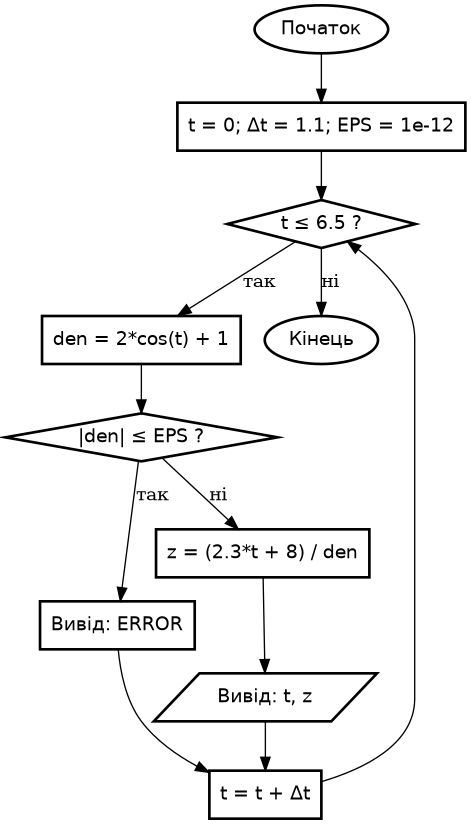 Початок
t = 0; Δt = 1.1; EPS = 1e-12
t ≤ 6.5 ?
так
ні
den = 2*cos(t) + 1
Кінець
|den| ≤ EPS ?
так
ні
z = (2.3*t + 8) / den
Вивід: ERROR
Вивід: t, z
t = t + Δt